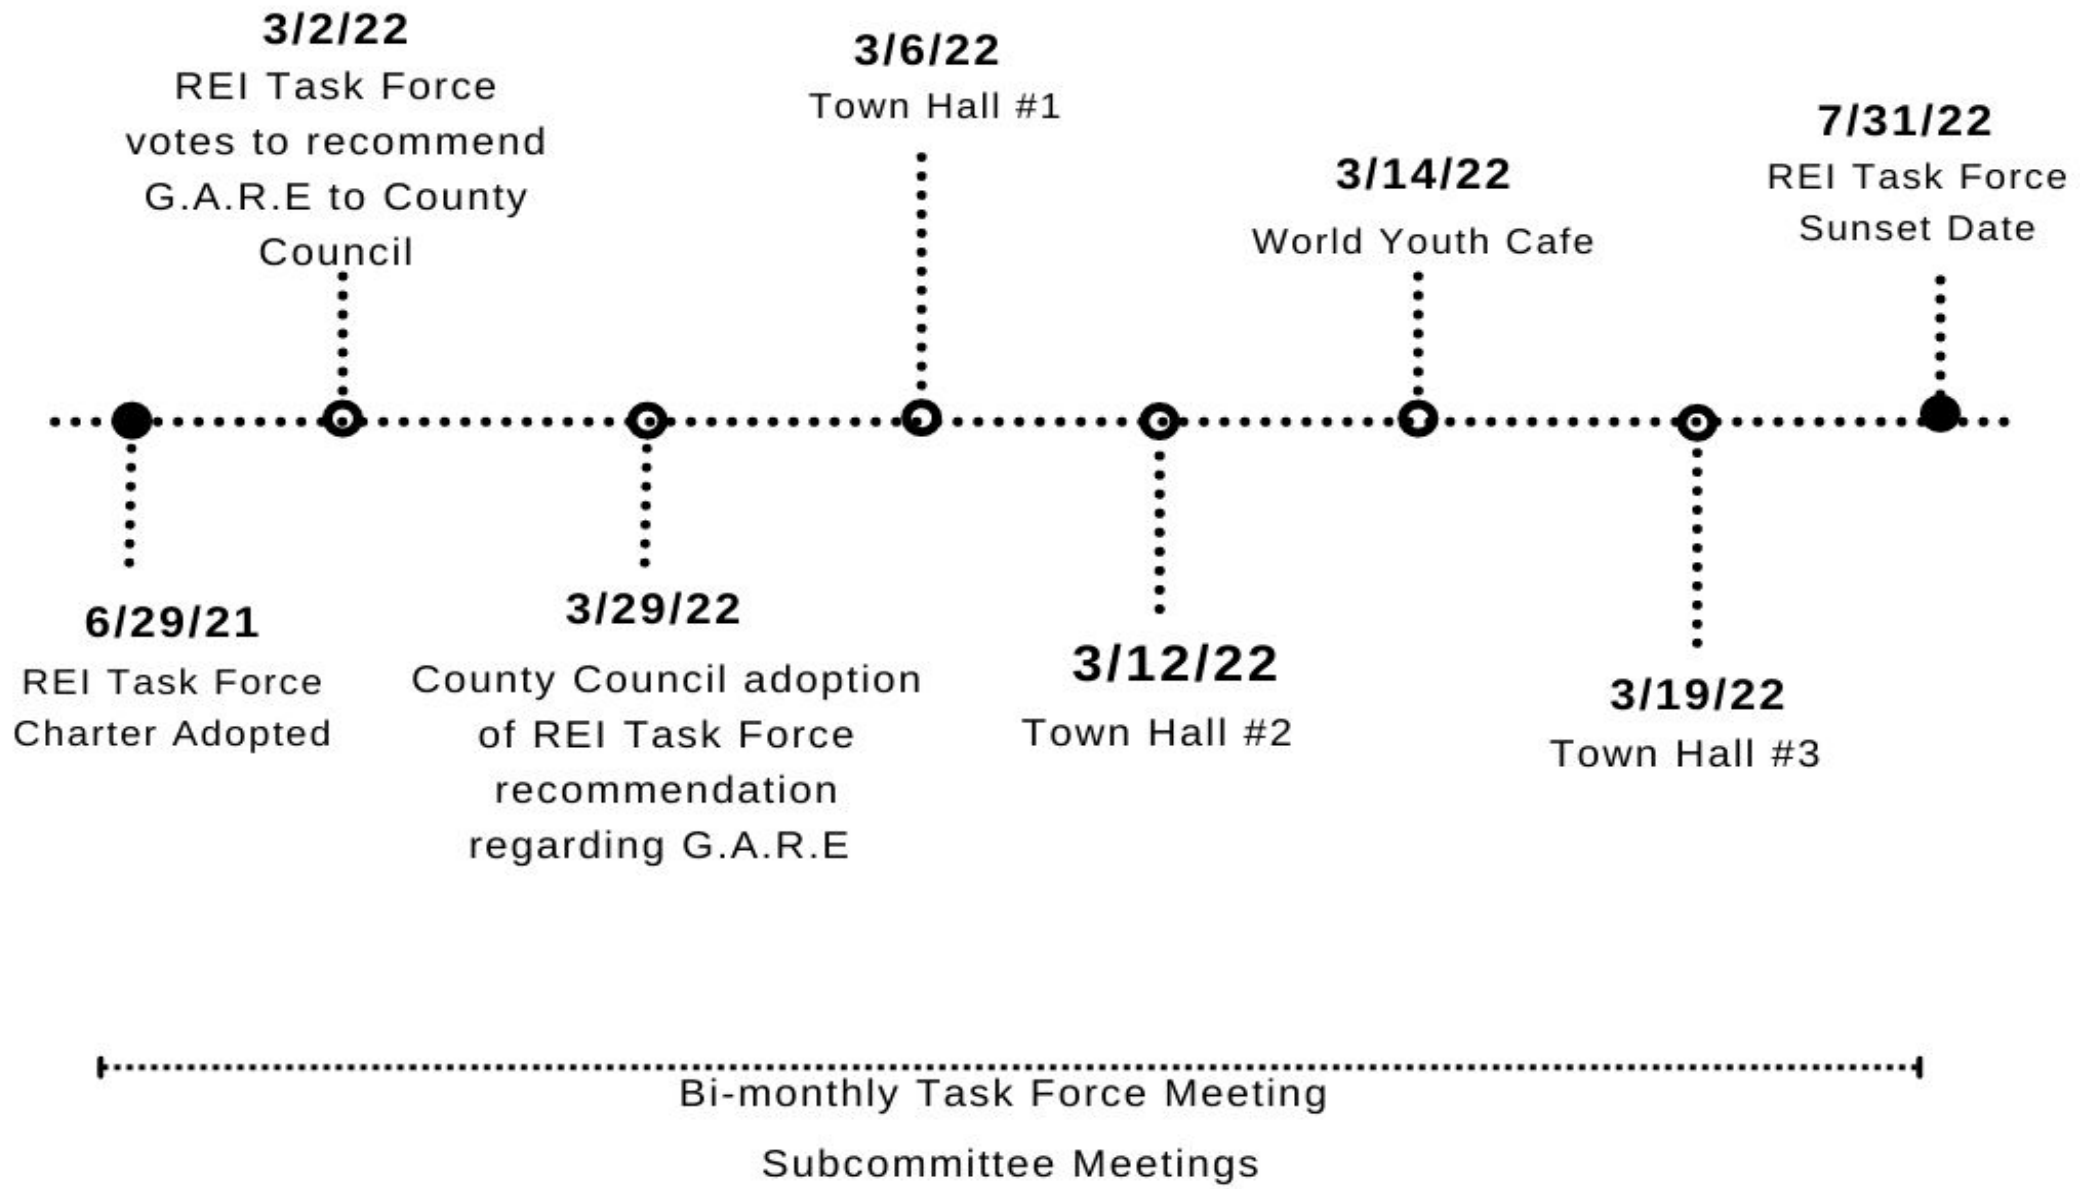 3/2/22
REI Task Force
votes to recommend
G.A.R.E to County
Council
3/6/22
Town Hall #1
3/14/22
World Youth Cafe
7/31/22
REI Task Force
Sunset Date
6/29/21
REI Task Force
Charter Adopted
3/29/22
County Council adoption
of REI Task Force
recommendation
regarding G.A.R.E
3/12/22
Town Hall #2
3/19/22
Town Hall #3
Bi-monthly Task Force Meeting
Subcommittee Meetings